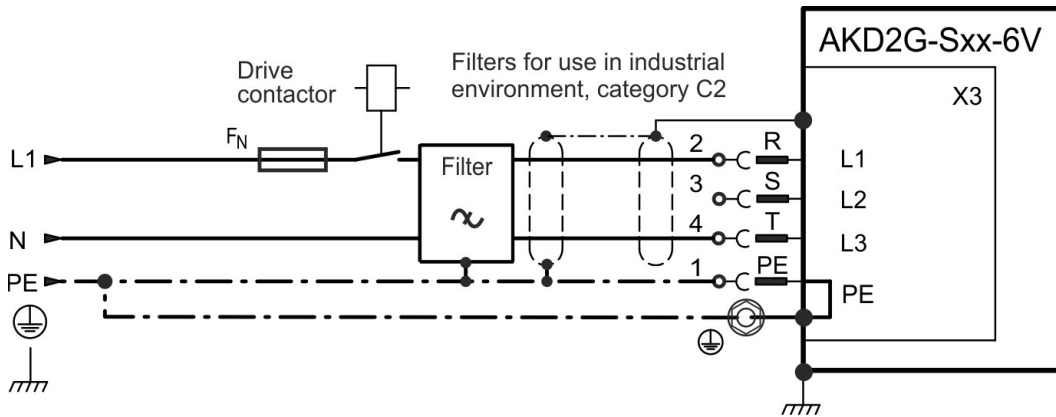 AKD2G-Sxx-6V
X3
Drive
contactor
Filters for use in industrial
environment, category C2
L1
FN
Filter
2
R
L1
3
S
L2
N
4
T
L3
PE
1
PE
PE